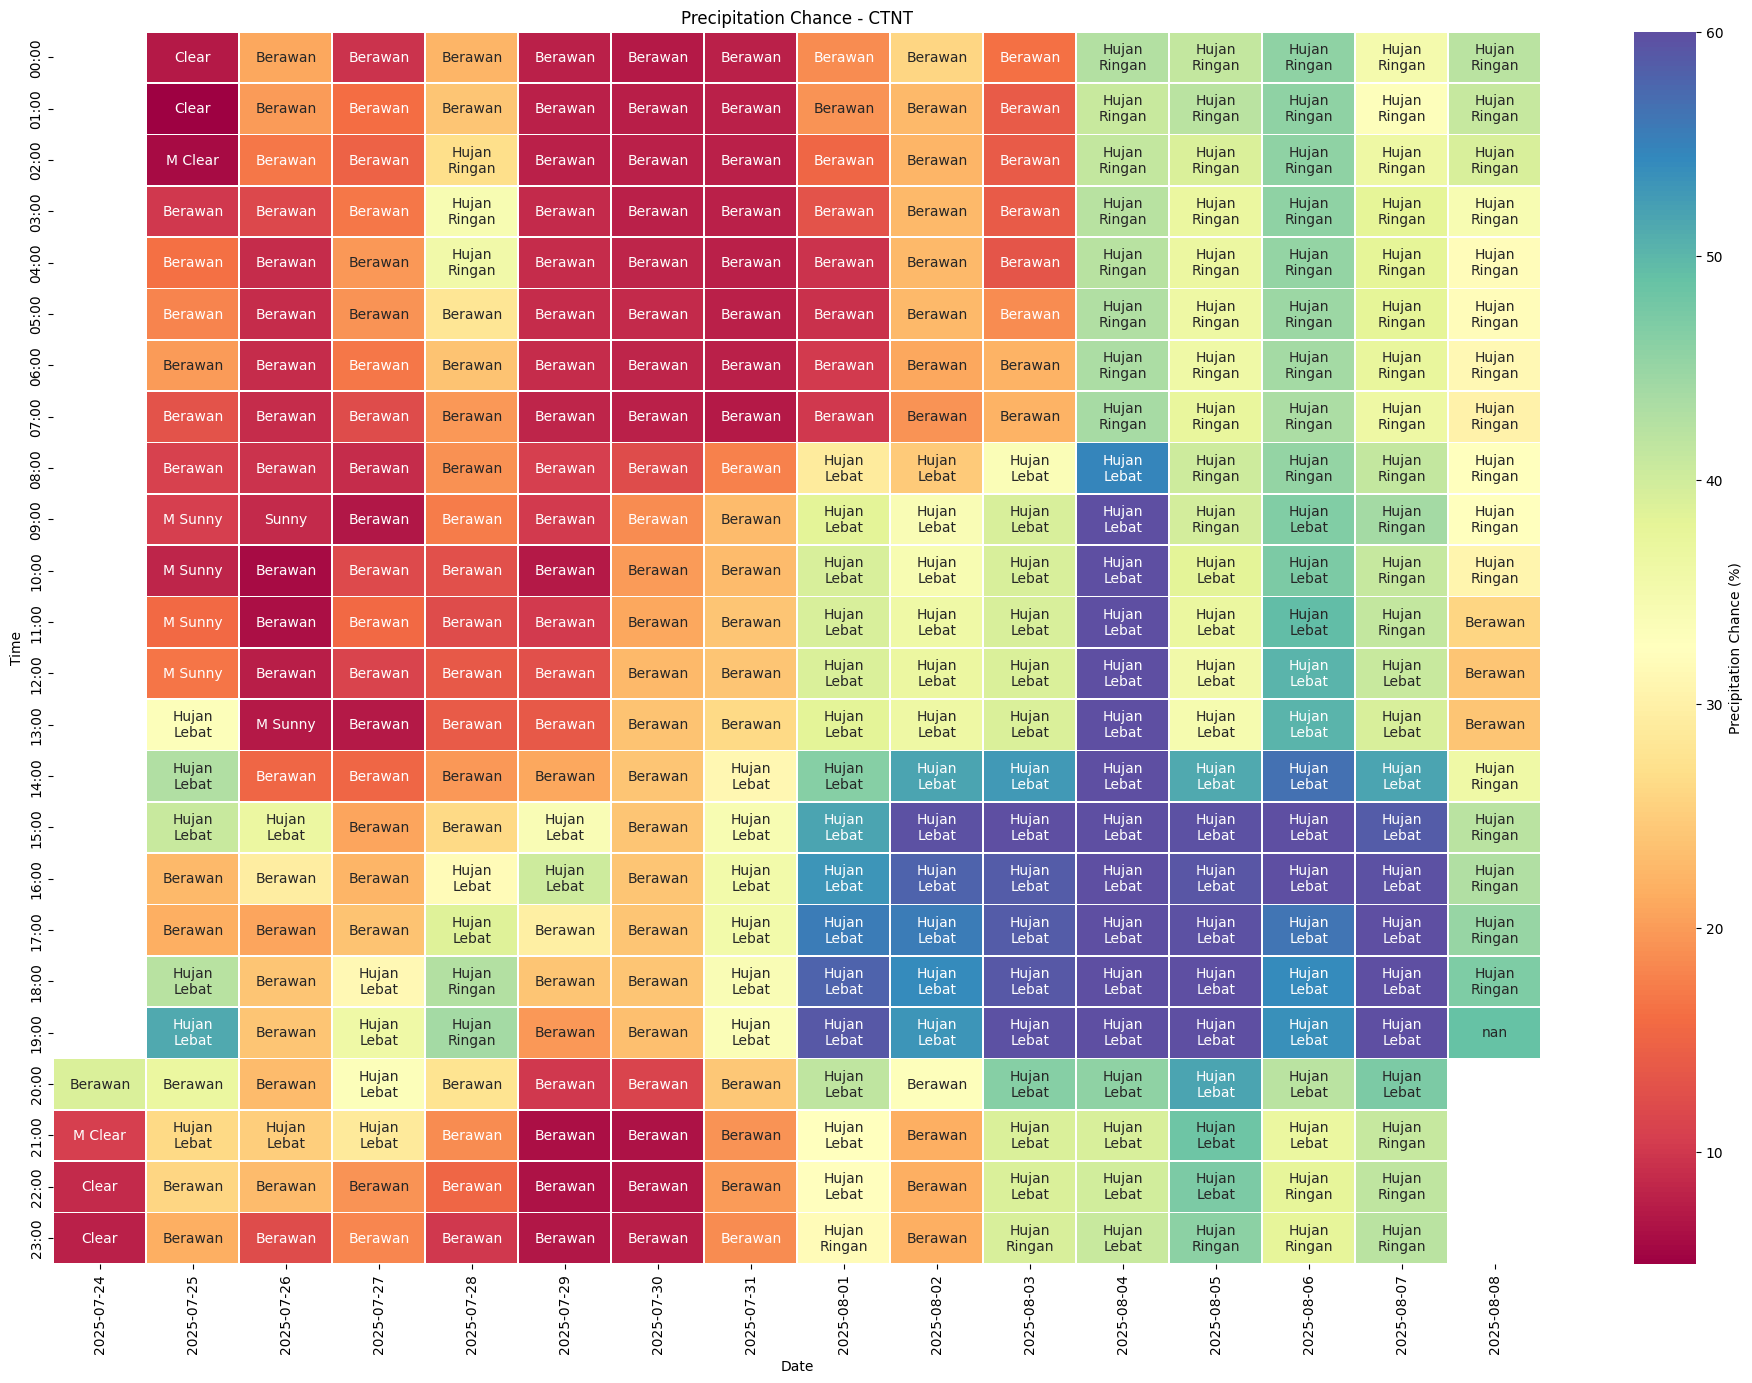 Precipitation Chance - CTNT
Time
00:00 Clear Berawan Berawan Berawan Berawan Berawan Berawan Berawan Berawan Berawan Hujan Ringan Hujan Ringan Hujan Ringan Hujan Ringan Hujan Ringan
01:00 Clear Berawan Berawan Berawan Berawan Berawan Berawan Berawan Berawan Berawan Hujan Ringan Hujan Ringan Hujan Ringan Hujan Ringan Hujan Ringan
02:00 M Clear Berawan Berawan Hujan Ringan Berawan Berawan Berawan Berawan Berawan Berawan Hujan Ringan Hujan Ringan Hujan Ringan Hujan Ringan Hujan Ringan
03:00 Berawan Berawan Berawan Hujan Ringan Berawan Berawan Berawan Berawan Berawan Berawan Hujan Ringan Hujan Ringan Hujan Ringan Hujan Ringan Hujan Ringan
04:00 Berawan Berawan Berawan Hujan Ringan Berawan Berawan Berawan Berawan Berawan Berawan Hujan Ringan Hujan Ringan Hujan Ringan Hujan Ringan Hujan Ringan
05:00 Berawan Berawan Berawan Berawan Berawan Berawan Berawan Berawan Berawan Berawan Hujan Ringan Hujan Ringan Hujan Ringan Hujan Ringan Hujan Ringan
06:00 Berawan Berawan Berawan Berawan Berawan Berawan Berawan Berawan Berawan Berawan Hujan Ringan Hujan Ringan Hujan Ringan Hujan Ringan Hujan Ringan
07:00 Berawan Berawan Berawan Berawan Berawan Berawan Berawan Berawan Berawan Berawan Hujan Ringan Hujan Ringan Hujan Ringan Hujan Ringan Hujan Ringan
08:00 Berawan Berawan Berawan Berawan Berawan Berawan Berawan Hujan Lebat Hujan Lebat Hujan Lebat Hujan Lebat Hujan Ringan Hujan Ringan Hujan Ringan Hujan Ringan
09:00 M Sunny Sunny Berawan Berawan Berawan Berawan Berawan Hujan Lebat Hujan Lebat Hujan Lebat Hujan Lebat Hujan Ringan Hujan Lebat Hujan Ringan Hujan Ringan
10:00 M Sunny Berawan Berawan Berawan Berawan Berawan Berawan Hujan Lebat Hujan Lebat Hujan Lebat Hujan Lebat Hujan Lebat Hujan Lebat Hujan Ringan Hujan Ringan
11:00 M Sunny Berawan Berawan Berawan Berawan Berawan Berawan Hujan Lebat Hujan Lebat Hujan Lebat Hujan Lebat Hujan Lebat Hujan Lebat Hujan Ringan Berawan
12:00 M Sunny Berawan Berawan Berawan Berawan Berawan Berawan Hujan Lebat Hujan Lebat Hujan Lebat Hujan Lebat Hujan Lebat Hujan Lebat Hujan Lebat Berawan
13:00 Hujan Lebat M Sunny Berawan Berawan Berawan Berawan Berawan Hujan Lebat Hujan Lebat Hujan Lebat Hujan Lebat Hujan Lebat Hujan Lebat Hujan Lebat Berawan
14:00 Hujan Lebat Berawan Berawan Berawan Berawan Berawan Hujan Lebat Hujan Lebat Hujan Lebat Hujan Lebat Hujan Lebat Hujan Lebat Hujan Lebat Hujan Lebat Hujan Ringan
15:00 Hujan Lebat Hujan Lebat Berawan Berawan Hujan Lebat Berawan Hujan Lebat Hujan Lebat Hujan Lebat Hujan Lebat Hujan Lebat Hujan Lebat Hujan Lebat Hujan Lebat Hujan Ringan
16:00 Berawan Berawan Berawan Hujan Lebat Hujan Lebat Berawan Hujan Lebat Hujan Lebat Hujan Lebat Hujan Lebat Hujan Lebat Hujan Lebat Hujan Lebat Hujan Lebat Hujan Ringan
17:00 Berawan Berawan Berawan Hujan Lebat Berawan Berawan Hujan Lebat Hujan Lebat Hujan Lebat Hujan Lebat Hujan Lebat Hujan Lebat Hujan Lebat Hujan Lebat Hujan Ringan
18:00 Hujan Lebat Berawan Hujan Lebat Hujan Ringan Berawan Berawan Hujan Lebat Hujan Lebat Hujan Lebat Hujan Lebat Hujan Lebat Hujan Lebat Hujan Lebat Hujan Lebat Hujan Ringan
19:00 Hujan Lebat Berawan Hujan Lebat Hujan Ringan Berawan Berawan Hujan Lebat Hujan Lebat Hujan Lebat Hujan Lebat Hujan Lebat Hujan Lebat Hujan Lebat Hujan Lebat nan
20:00 Berawan Berawan Berawan Hujan Lebat Berawan Berawan Berawan Berawan Hujan Lebat Berawan Hujan Lebat Hujan Lebat Hujan Lebat Hujan Lebat Hujan Lebat
21:00 M Clear Hujan Lebat Hujan Lebat Hujan Lebat Berawan Berawan Berawan Berawan Hujan Lebat Berawan Hujan Lebat Hujan Lebat Hujan Lebat Hujan Lebat Hujan Ringan
22:00 Clear Berawan Berawan Berawan Berawan Berawan Berawan Berawan Hujan Lebat Berawan Hujan Lebat Hujan Lebat Hujan Lebat Hujan Ringan Hujan Ringan
23:00 Clear Berawan Berawan Berawan Berawan Berawan Berawan Berawan Hujan Ringan Berawan Hujan Ringan Hujan Lebat Hujan Ringan Hujan Ringan Hujan Ringan
2025-07-24 2025-07-25 2025-07-26 2025-07-27 2025-07-28 2025-07-29 2025-07-30 2025-07-31 2025-08-01 2025-08-02 2025-08-03 2025-08-04 2025-08-05 2025-08-06 2025-08-07 2025-08-08
Date
60
50
40
30
20
10
Precipitation Chance (%)